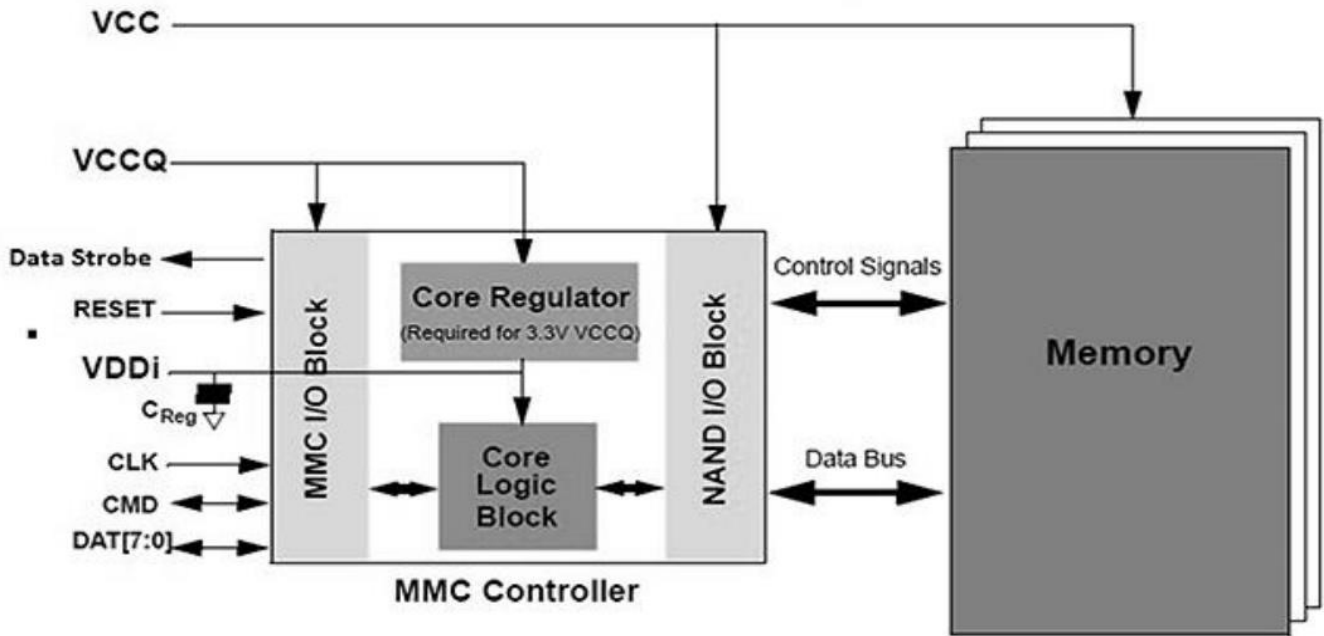 VCC
VCCQ
Data Strobe
RESET
VDDi
CReg
CLK
CMD
DAT[7:0]
MMC I/O Block
Core Regulator
(Required for 3.3V VCCQ)
Core
Logic
Block
NAND I/O Block
MMC Controller
Control Signals
Data Bus
Memory